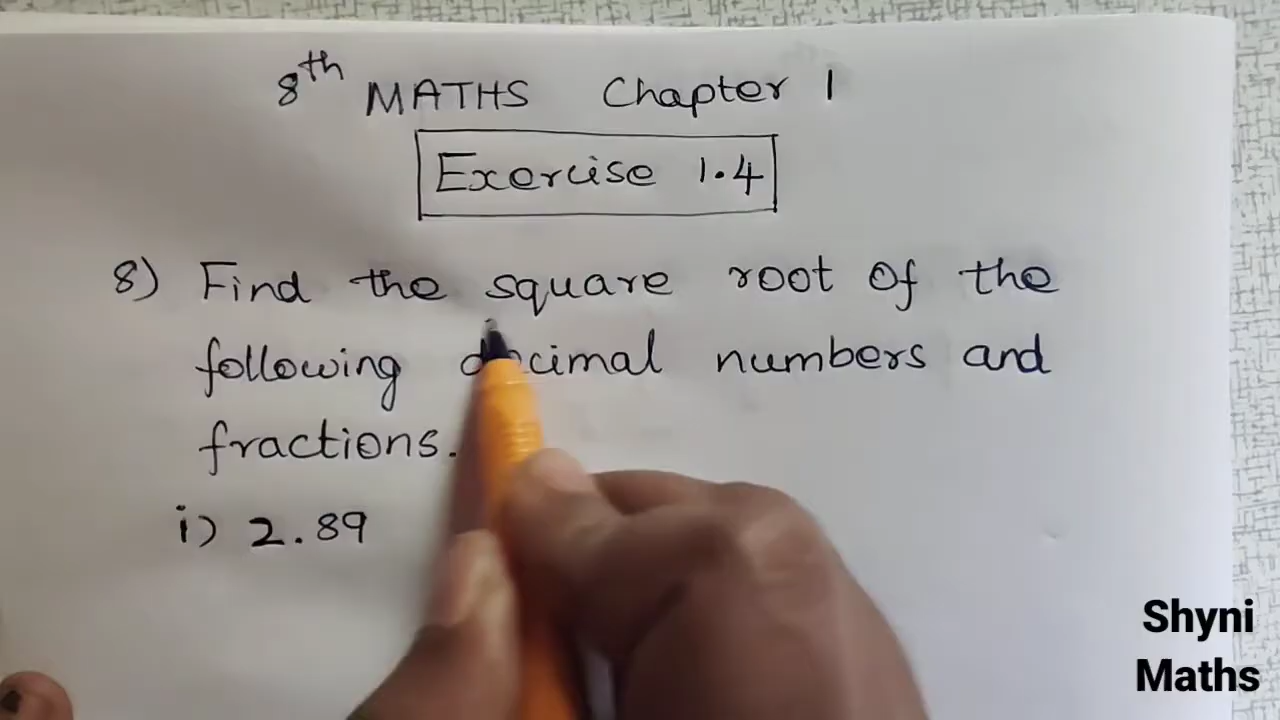 8th MATHS Chapter 1
Exercise 1.4
8) Find the square root of the
following decimal numbers and
fractions.
i) 2.89
Shyni
Maths